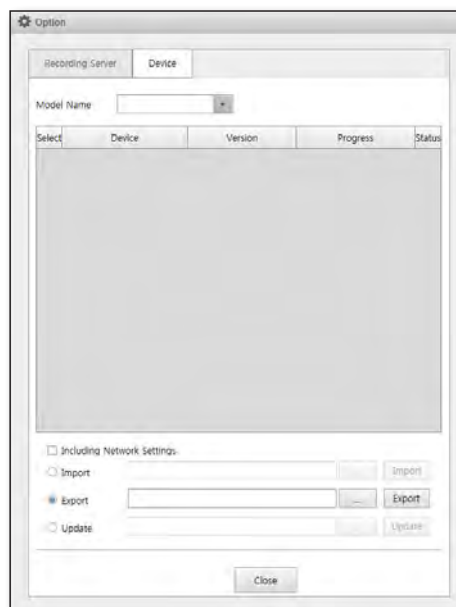 Option
Recording Server Device
Model Name
Select Device Version Progress Status
Including Network Settings
Import ... Import
Export ... Export
Update ... Update
Close